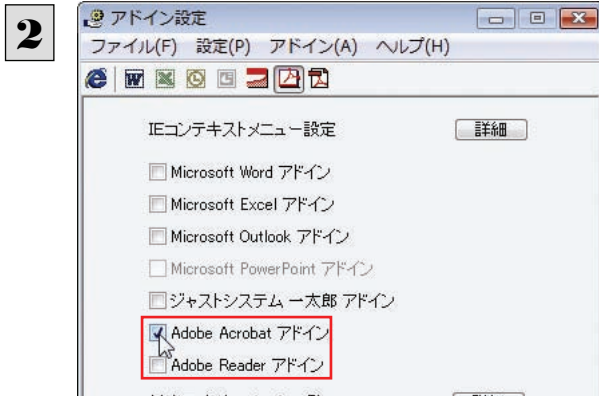 2
アドイン設定
ファイル(F) 設定(P) アドイン(A) ヘルプ(H)
IEコンテキストメニュー設定 詳細
Microsoft Word アドイン
Microsoft Excel アドイン
Microsoft Outlook アドイン
Microsoft PowerPoint アドイン
ジャストシステム 一太郎 アドイン
Adobe Acrobat アドイン
Adobe Reader アドイン